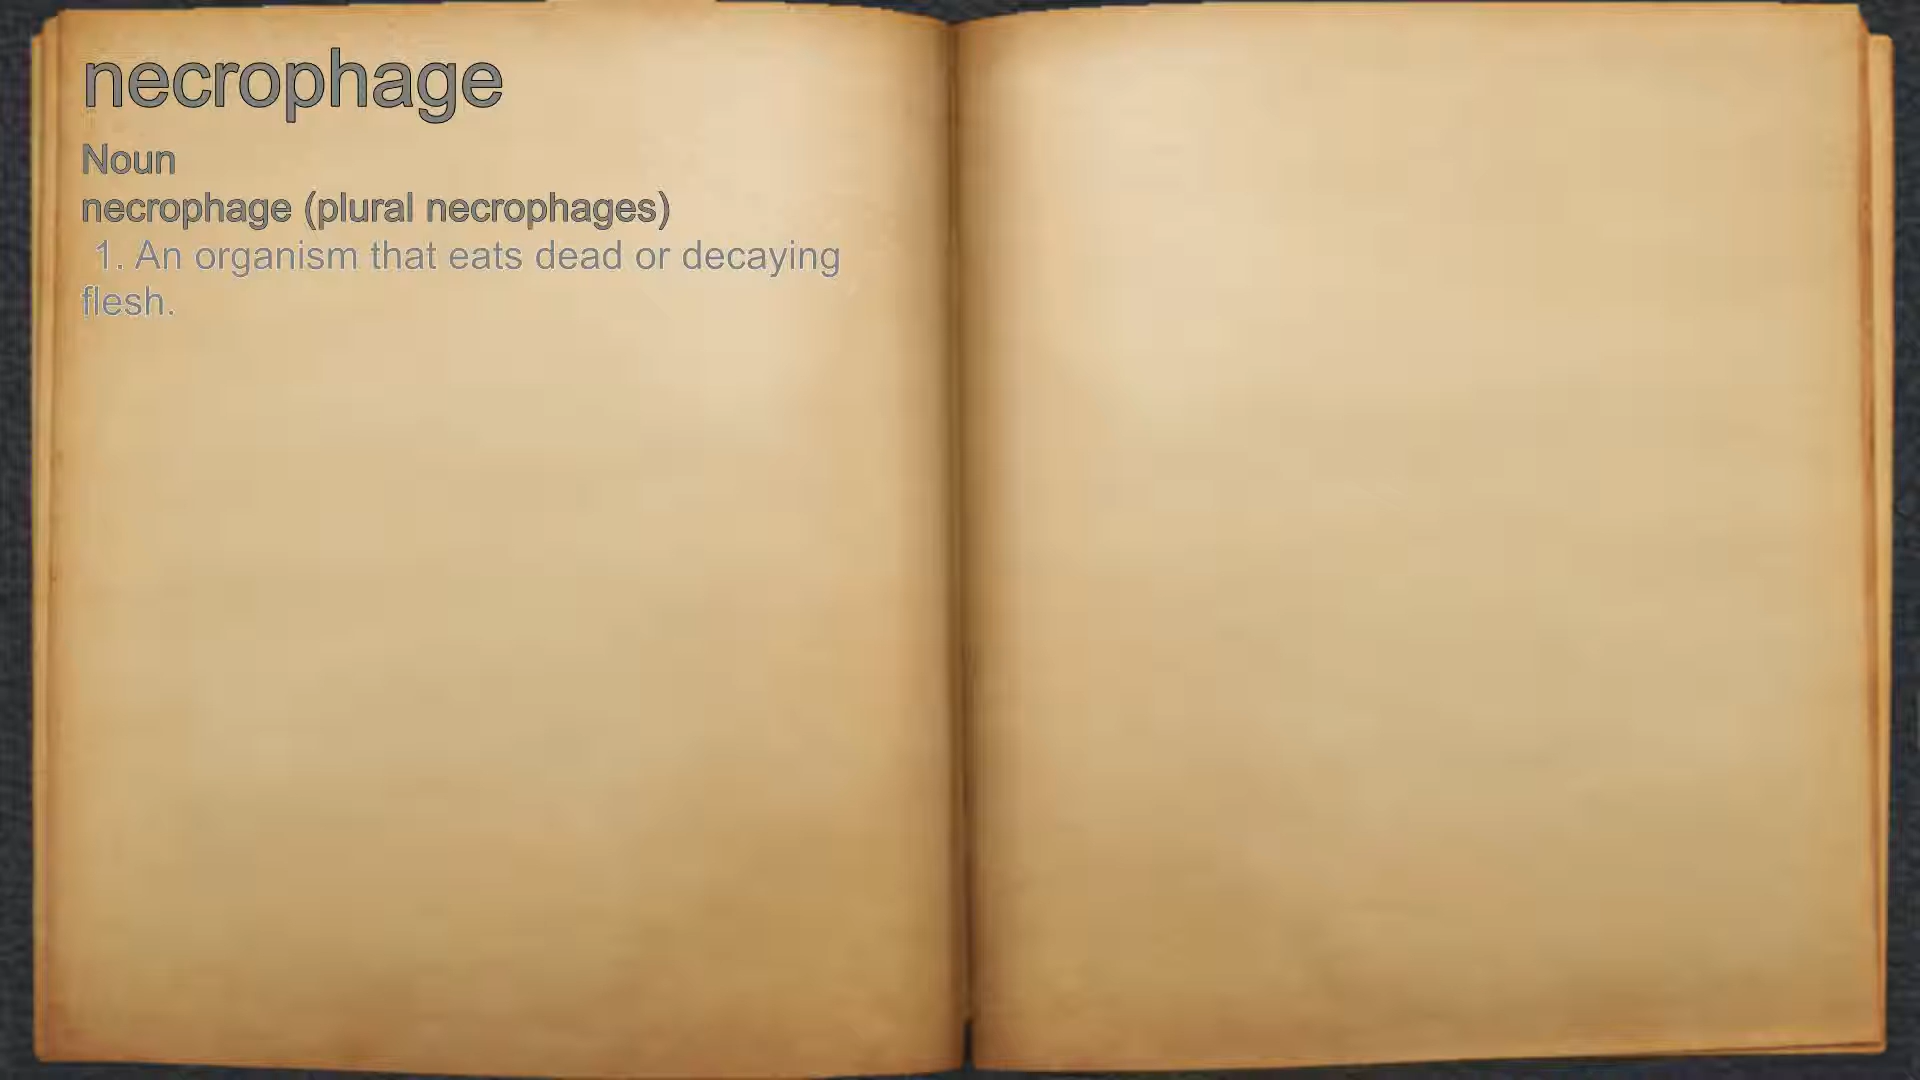 necrophage
Noun
necrophage (plural necrophages)
1. An organism that eats dead or decaying
flesh.